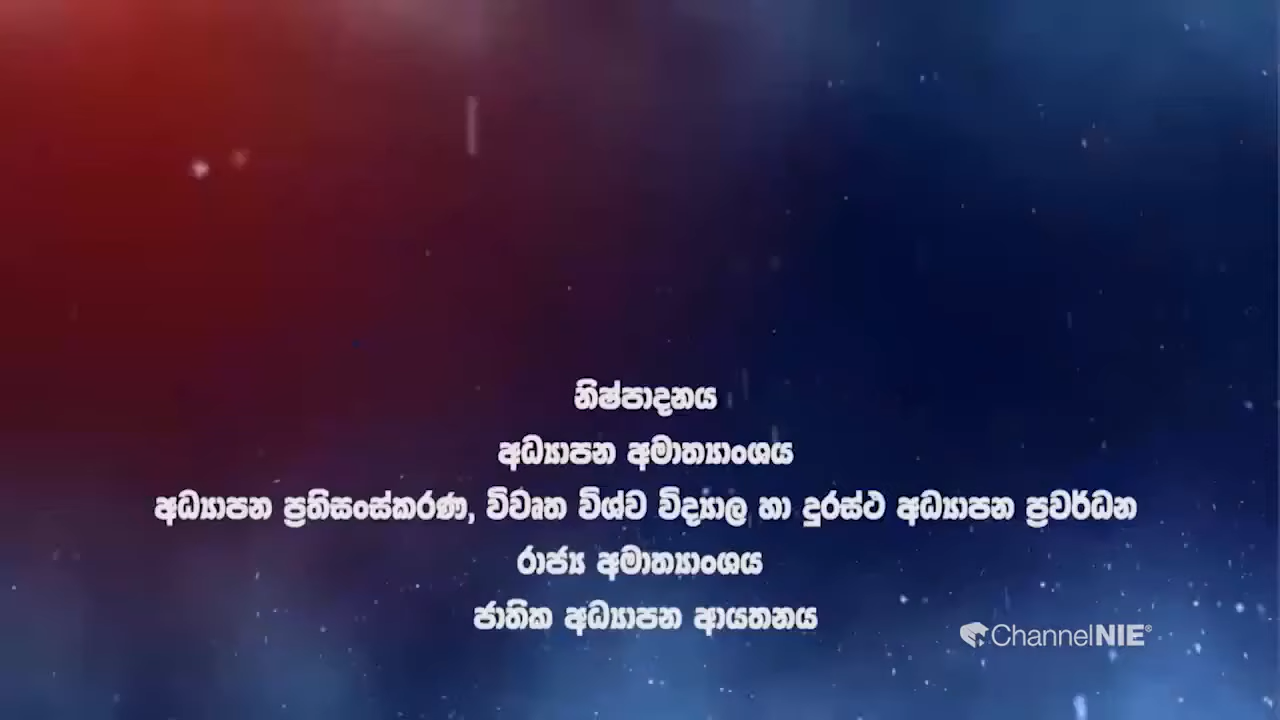 නිෂ්පාදනය
අධ්‍යාපන අමාත්‍යාංශය
අධ්‍යාපන ප්‍රතිසංස්කරණ, විවෘත විශ්ව විද්‍යාල හා දුරස්ථ අධ්‍යාපන ප්‍රවර්ධන
රාජ්‍ය අමාත්‍යාංශය
ජාතික අධ්‍යාපන ආයතනය
ChannelNIE®